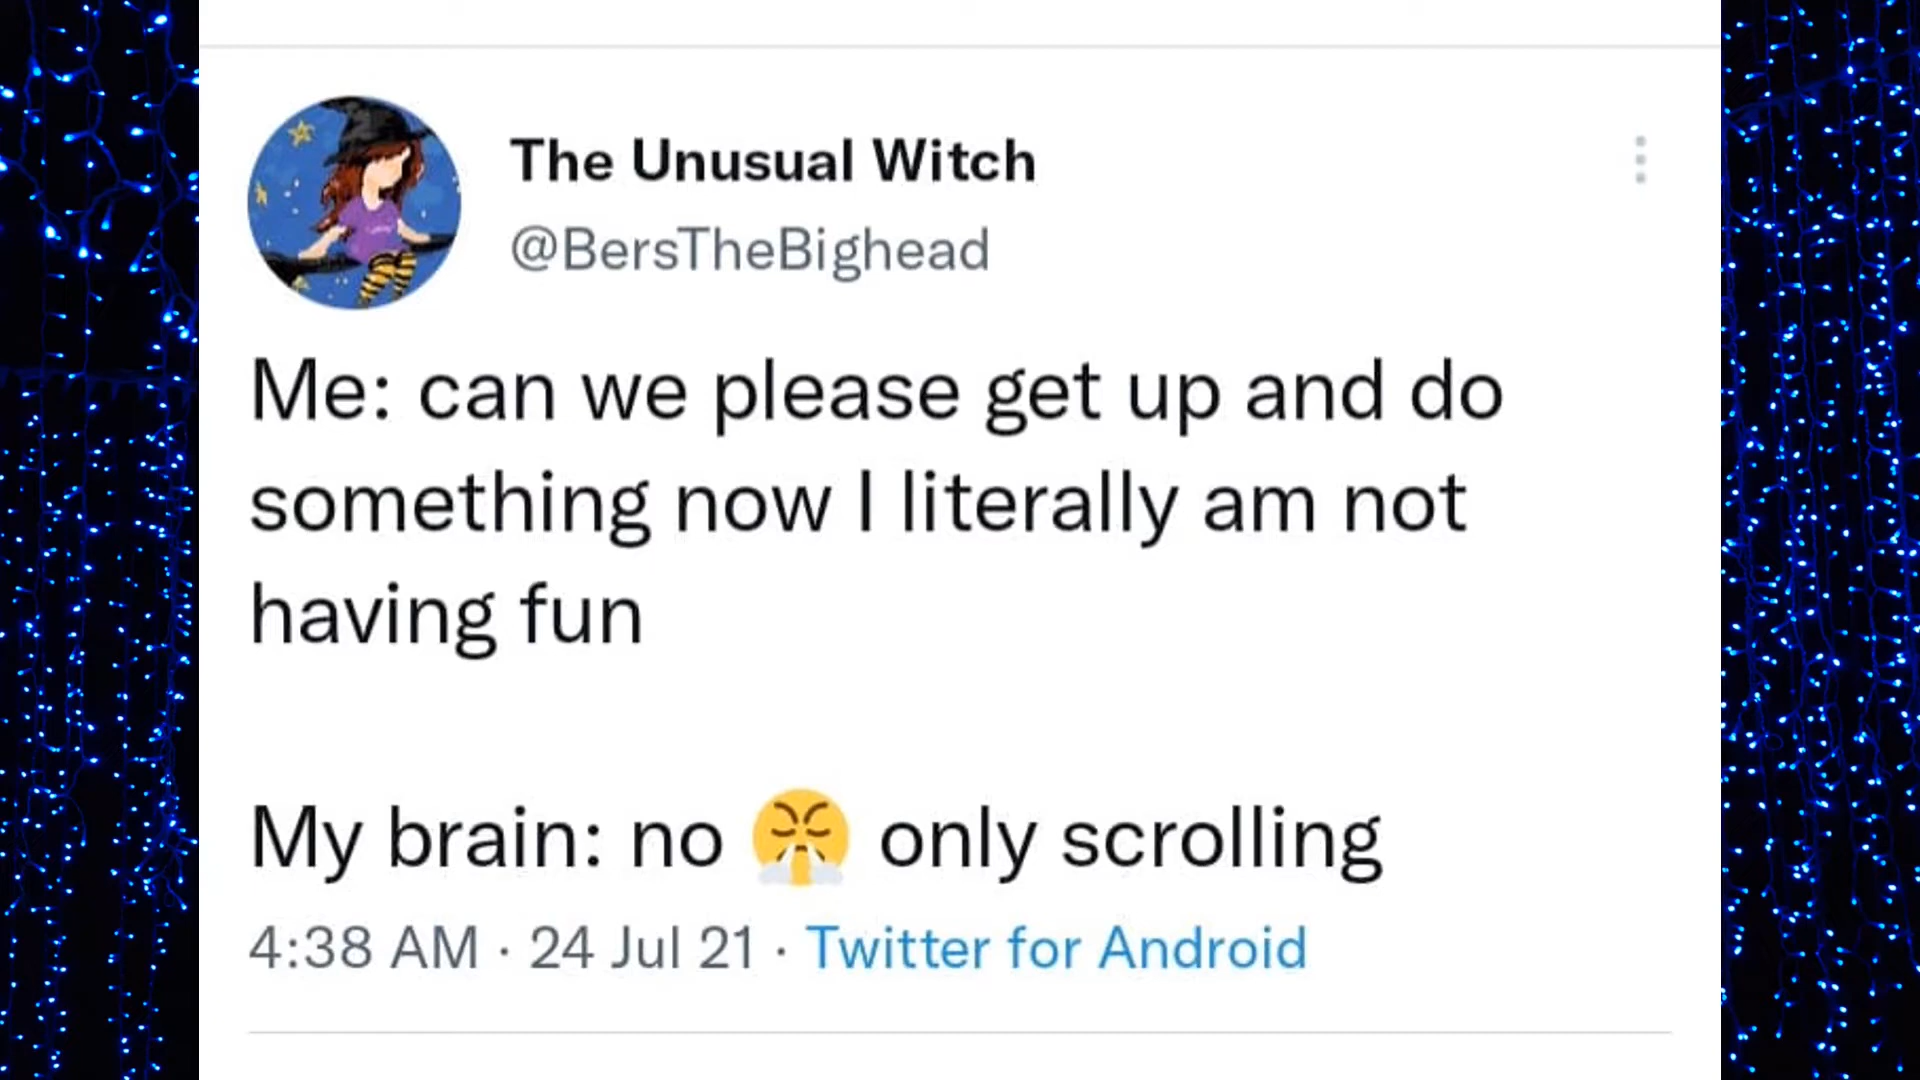 The Unusual Witch
@BersTheBighead
Me: can we please get up and do
something now I literally am not
having fun
My brain: no 😤 only scrolling
4:38 AM · 24 Jul 21 · Twitter for Android